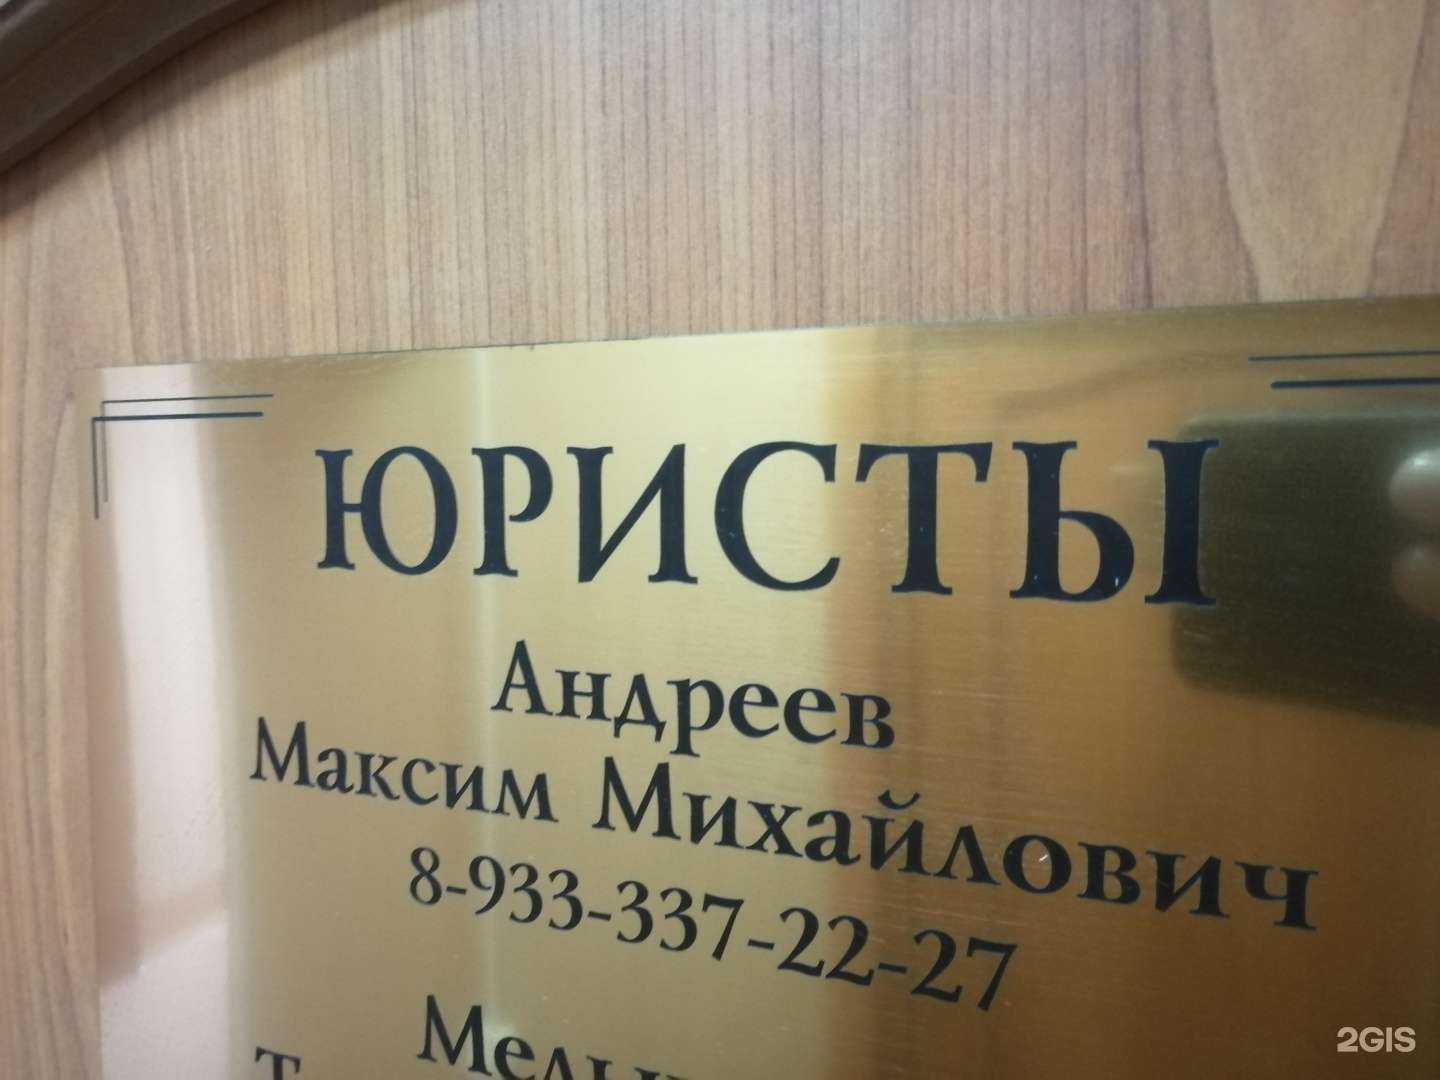 ЮРИСТЫ
Андреев
Максим Михайлович
8-933-337-22-27
2GIS